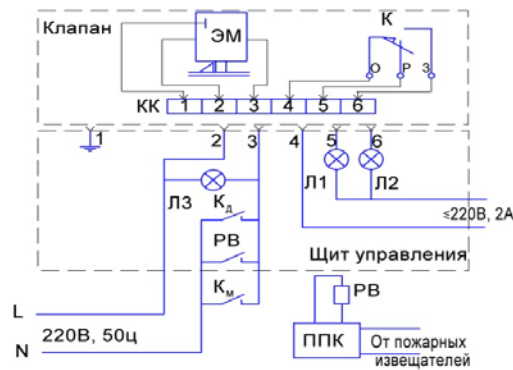 Клапан
ЭМ
К
О Р З
КК 1 2 3 4 5 6
1 2 3 4 5 6
Л3 Кд Л1 Л2
РВ
≤220В, 2А
Щит управления
Км
L
220В, 50ц
N
РВ
ППК
От пожарных
извещателей